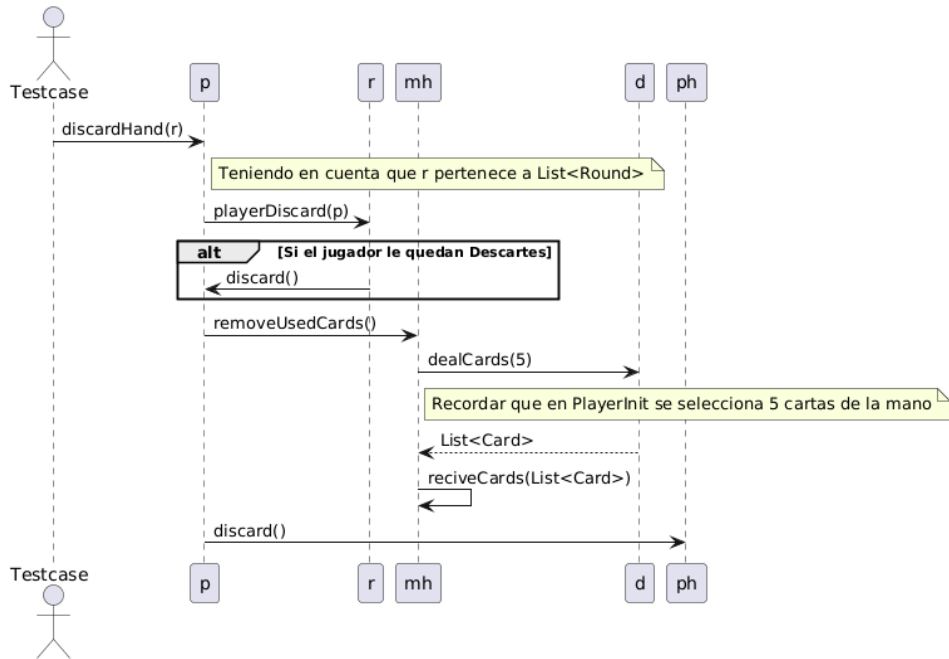 Testcase
p
r
mh
d
ph
discardHand(r)
Teniendo en cuenta que r pertenece a List<Round>
playerDiscard(p)
alt
[Si el jugador le quedan Descartes]
discard()
removeUsedCards()
dealCards(5)
Recordar que en PlayerInit se selecciona 5 cartas de la mano
List<Card>
reciveCards(List<Card>)
discard()
Testcase
p
r
mh
d
ph